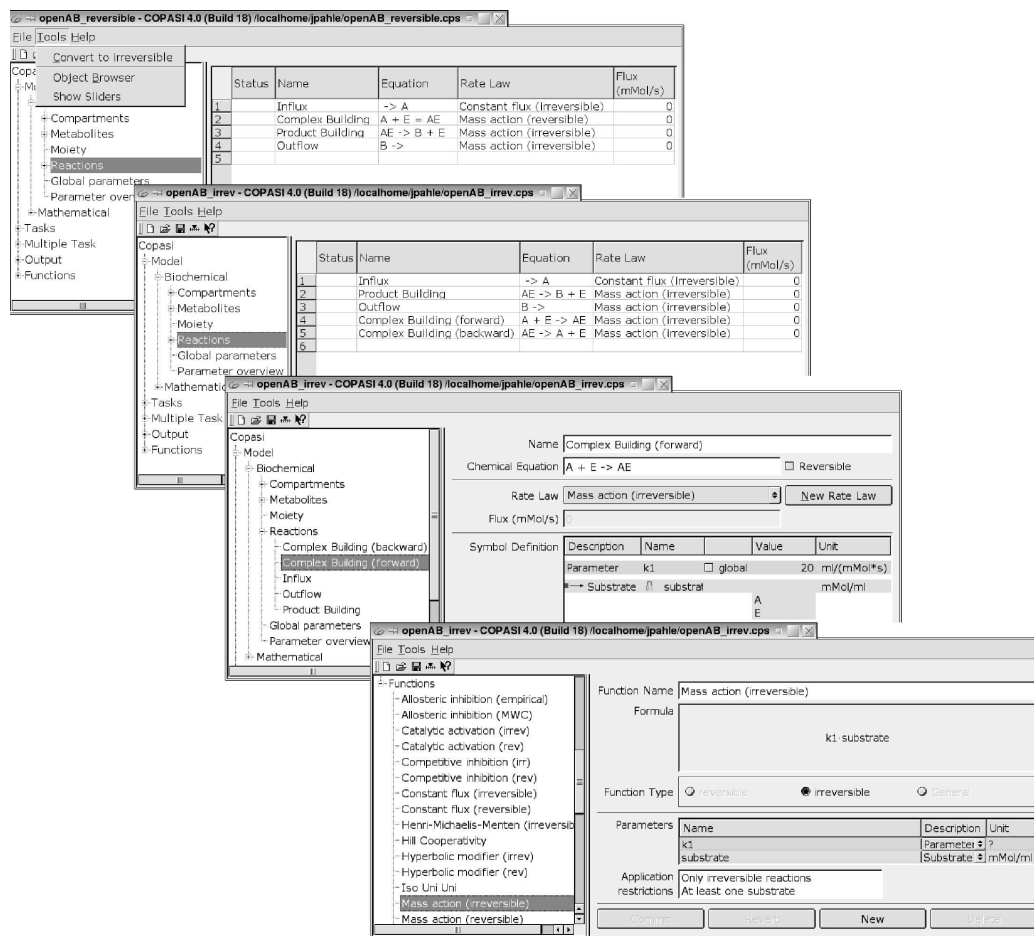 openAB_reversible - COPASI 4.0 (Build 18) /localhome/jpahle/openAB_reversible.cps
File Tools Help
Convert to irreversible
Object Browser
Show Sliders
Copa
Compartments
Metabolites
Moiety
Reactions
Global parameters
Parameter over
Mathematical
Tasks
Multiple Task
Output
Functions
Status Name Equation Rate Law Flux (mMol/s)
1 Influx -> A Constant flux (irreversible) 0
2 Complex Building A + E = AE Mass action (reversible) 0
3 Product Building AE -> B + E Mass action (irreversible) 0
4 Outflow B -> Mass action (irreversible) 0
5
openAB_irrev - COPASI 4.0 (Build 18) /localhome/jpahle/openAB_irrev.cps
File Tools Help
Copasi
Model
Biochemical
Compartments
Metabolites
Moiety
Reactions
Global parameters
Parameter overview
Mathematic
Tasks
Multiple Task
Output
Functions
Status Name Equation Rate Law Flux (mMol/s)
1 Influx -> A Constant flux (irreversible) 0
2 Product Building AE -> B + E Mass action (irreversible) 0
3 Outflow B -> Mass action (irreversible) 0
4 Complex Building (forward) A + E -> AE Mass action (irreversible) 0
5 Complex Building (backward) AE -> A + E Mass action (irreversible) 0
6
openAB_irrev - COPASI 4.0 (Build 18) /localhome/jpahle/openAB_irrev.cps
File Tools Help
Copasi
Model
Biochemical
Compartments
Metabolites
Moiety
Reactions
Complex Building (backward)
Complex Building (forward)
Influx
Outflow
Product Building
Global parameters
Parameter overview
Mathematical
Name Complex Building (forward)
Chemical Equation A + E -> AE Reversible
Rate Law Mass action (irreversible) New Rate Law
Flux (mMol/s) 0
Symbol Definition Description Name Value Unit
Parameter k1 global 20 ml/(mMol*s)
Substrate substrat mMol/ml
A
E
openAB_irrev - COPASI 4.0 (Build 18) /localhome/jpahle/openAB_irrev.cps
File Tools Help
Functions
Allosteric inhibition (empirical)
Allosteric inhibition (MWC)
Catalytic activation (irrev)
Catalytic activation (rev)
Competitive inhibition (irr)
Competitive inhibition (rev)
Constant flux (irreversible)
Constant flux (reversible)
Henri-Michaelis-Menten (irreversib
Hill Cooperativity
Hyperbolic modifier (irrev)
Hyperbolic modifier (rev)
Iso Uni Uni
Mass action (irreversible)
Mass action (reversible)
Function Name Mass action (irreversible)
Formula
k1·substrate
Function Type reversible irreversible General
Parameters Name Description Unit
k1 Parameter ?
substrate Substrate mMol/ml
Application restrictions
Only irreversible reactions
At least one substrate
Commit Revert New Delete